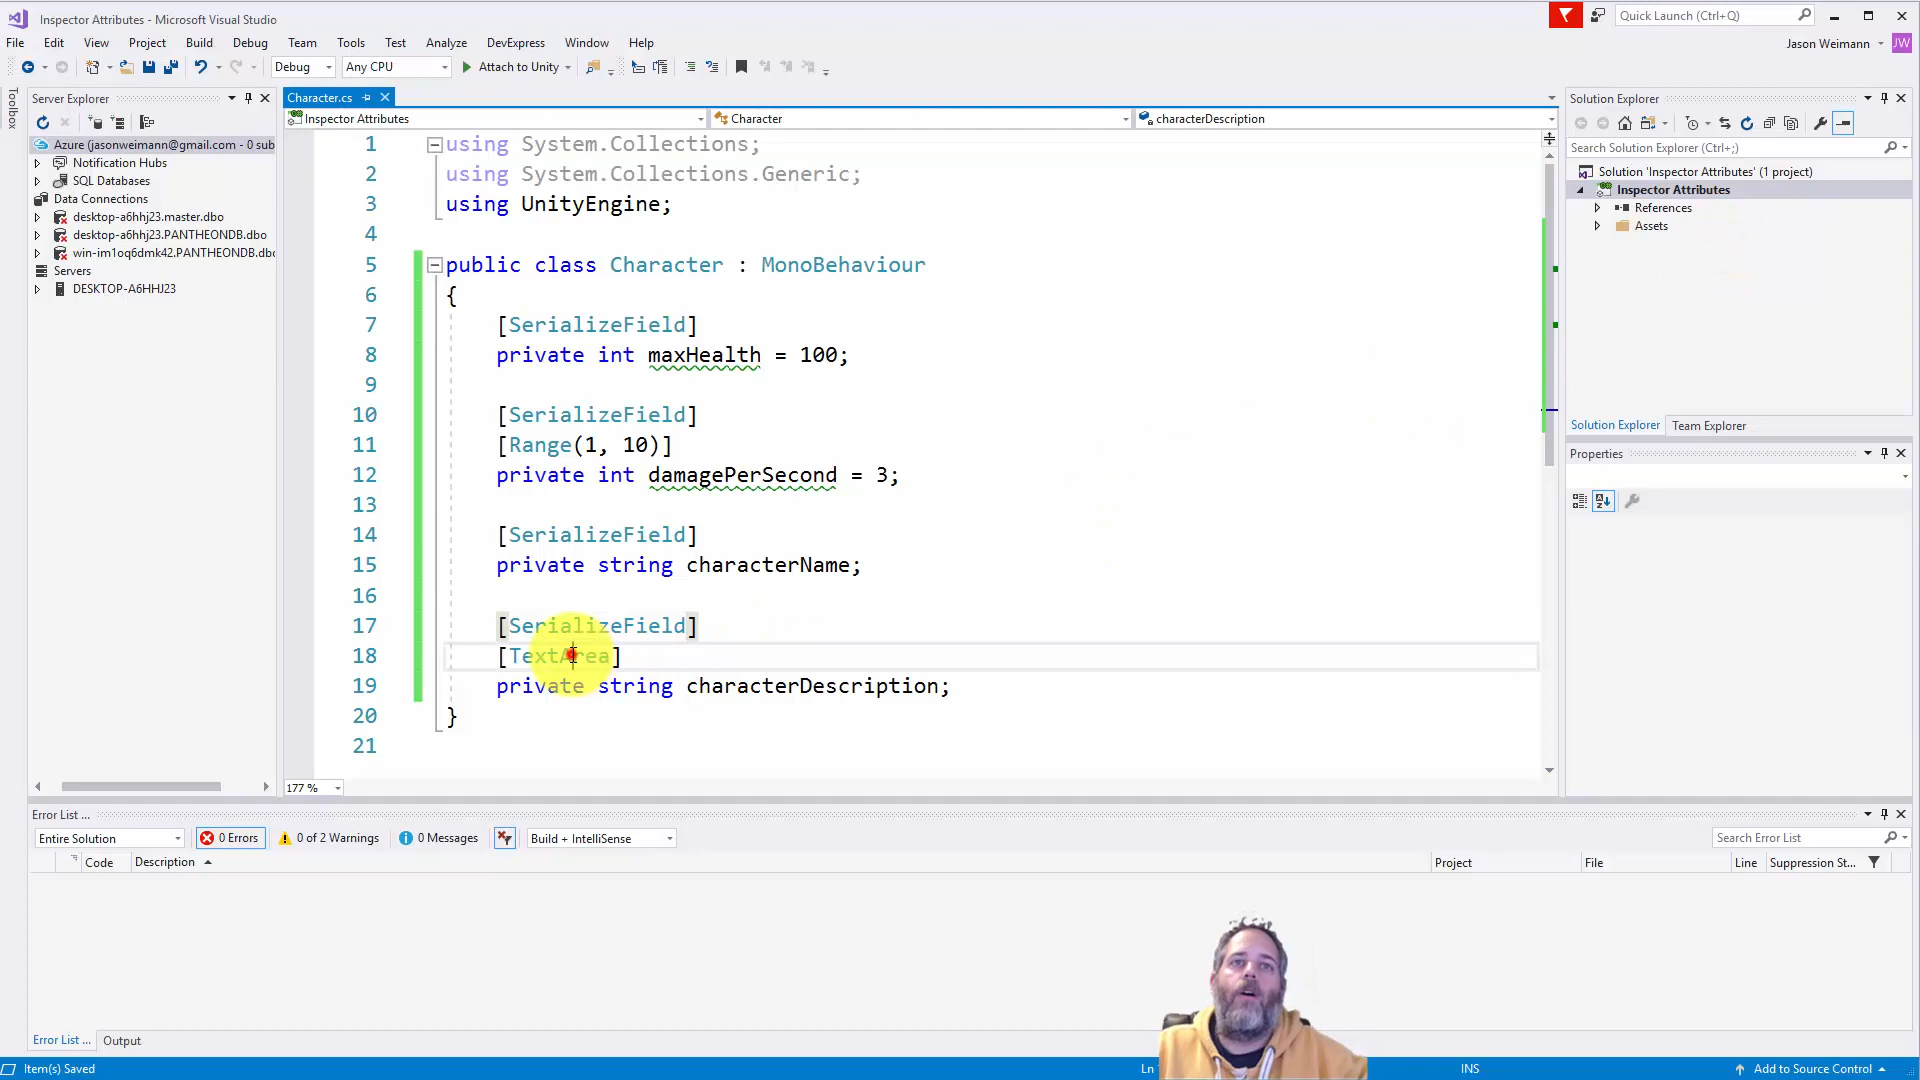 Inspector Attributes - Microsoft Visual Studio
Quick Launch (Ctrl+Q)
File Edit View Project Build Debug Team Tools Test Analyze DevExpress Window Help
Jason Weimann JW
Debug Any CPU Attach to Unity
Toolbox
Server Explorer
Azure (jasonweimann@gmail.com - 0 sub
Notification Hubs
SQL Databases
Data Connections
desktop-a6hhj23.master.dbo
desktop-a6hhj23.PANTHEONDB.dbo
win-im1oq6dmk42.PANTHEONDB.dbo
Servers
DESKTOP-A6HHJ23
Character.cs
Inspector Attributes Character characterDescription
1 using System.Collections;
2 using System.Collections.Generic;
3 using UnityEngine;
4
5 public class Character : MonoBehaviour
6 {
7 [SerializeField]
8 private int maxHealth = 100;
9
10 [SerializeField]
11 [Range(1, 10)]
12 private int damagePerSecond = 3;
13
14 [SerializeField]
15 private string characterName;
16
17 [SerializeField]
18 [TextArea]
19 private string characterDescription;
20 }
21
177 %
Solution Explorer
Search Solution Explorer (Ctrl+;)
Solution 'Inspector Attributes' (1 project)
Inspector Attributes
References
Assets
Solution Explorer Team Explorer
Properties
Error List ...
Entire Solution 0 Errors 0 of 2 Warnings 0 Messages Build + IntelliSense Search Error List
Code Description Project File Line Suppression St...
Error List ... Output
Item(s) Saved Ln INS Add to Source Control